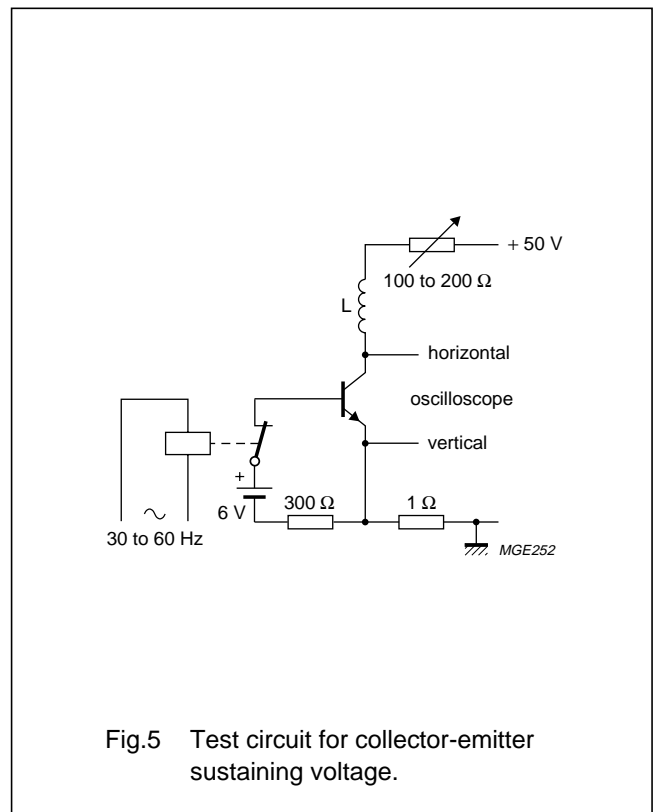 + 50 V
100 to 200 Ω
L
horizontal
oscilloscope
vertical
+
6 V
300 Ω
1 Ω
30 to 60 Hz
MGE252
Fig.5 Test circuit for collector-emitter
sustaining voltage.